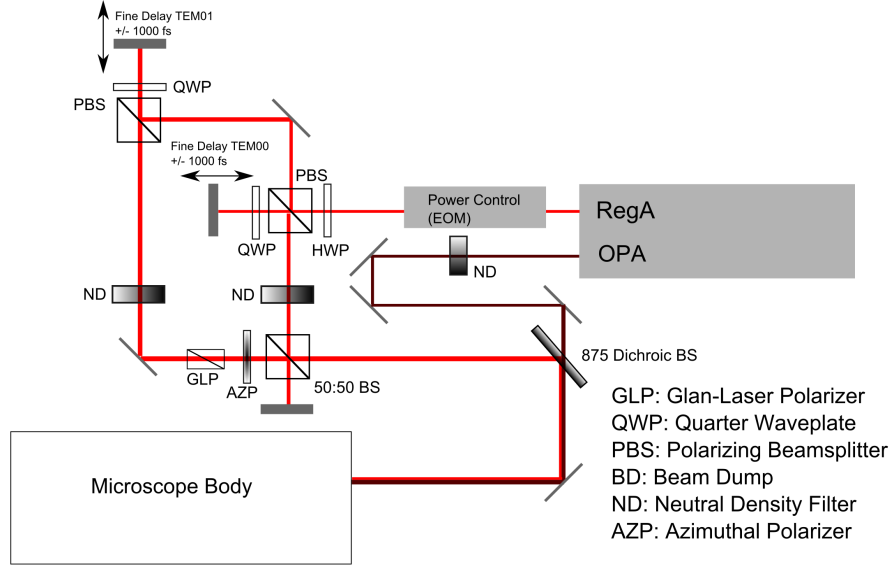 Fine Delay TEM01
+/- 1000 fs
QWP
PBS
Fine Delay TEM00
+/- 1000 fs
PBS
Power Control
(EOM)
RegA
QWP
HWP
OPA
ND
ND
ND
875 Dichroic BS
GLP
AZP
50:50 BS
GLP: Glan-Laser Polarizer
QWP: Quarter Waveplate
PBS: Polarizing Beamsplitter
BD: Beam Dump
ND: Neutral Density Filter
AZP: Azimuthal Polarizer
Microscope Body